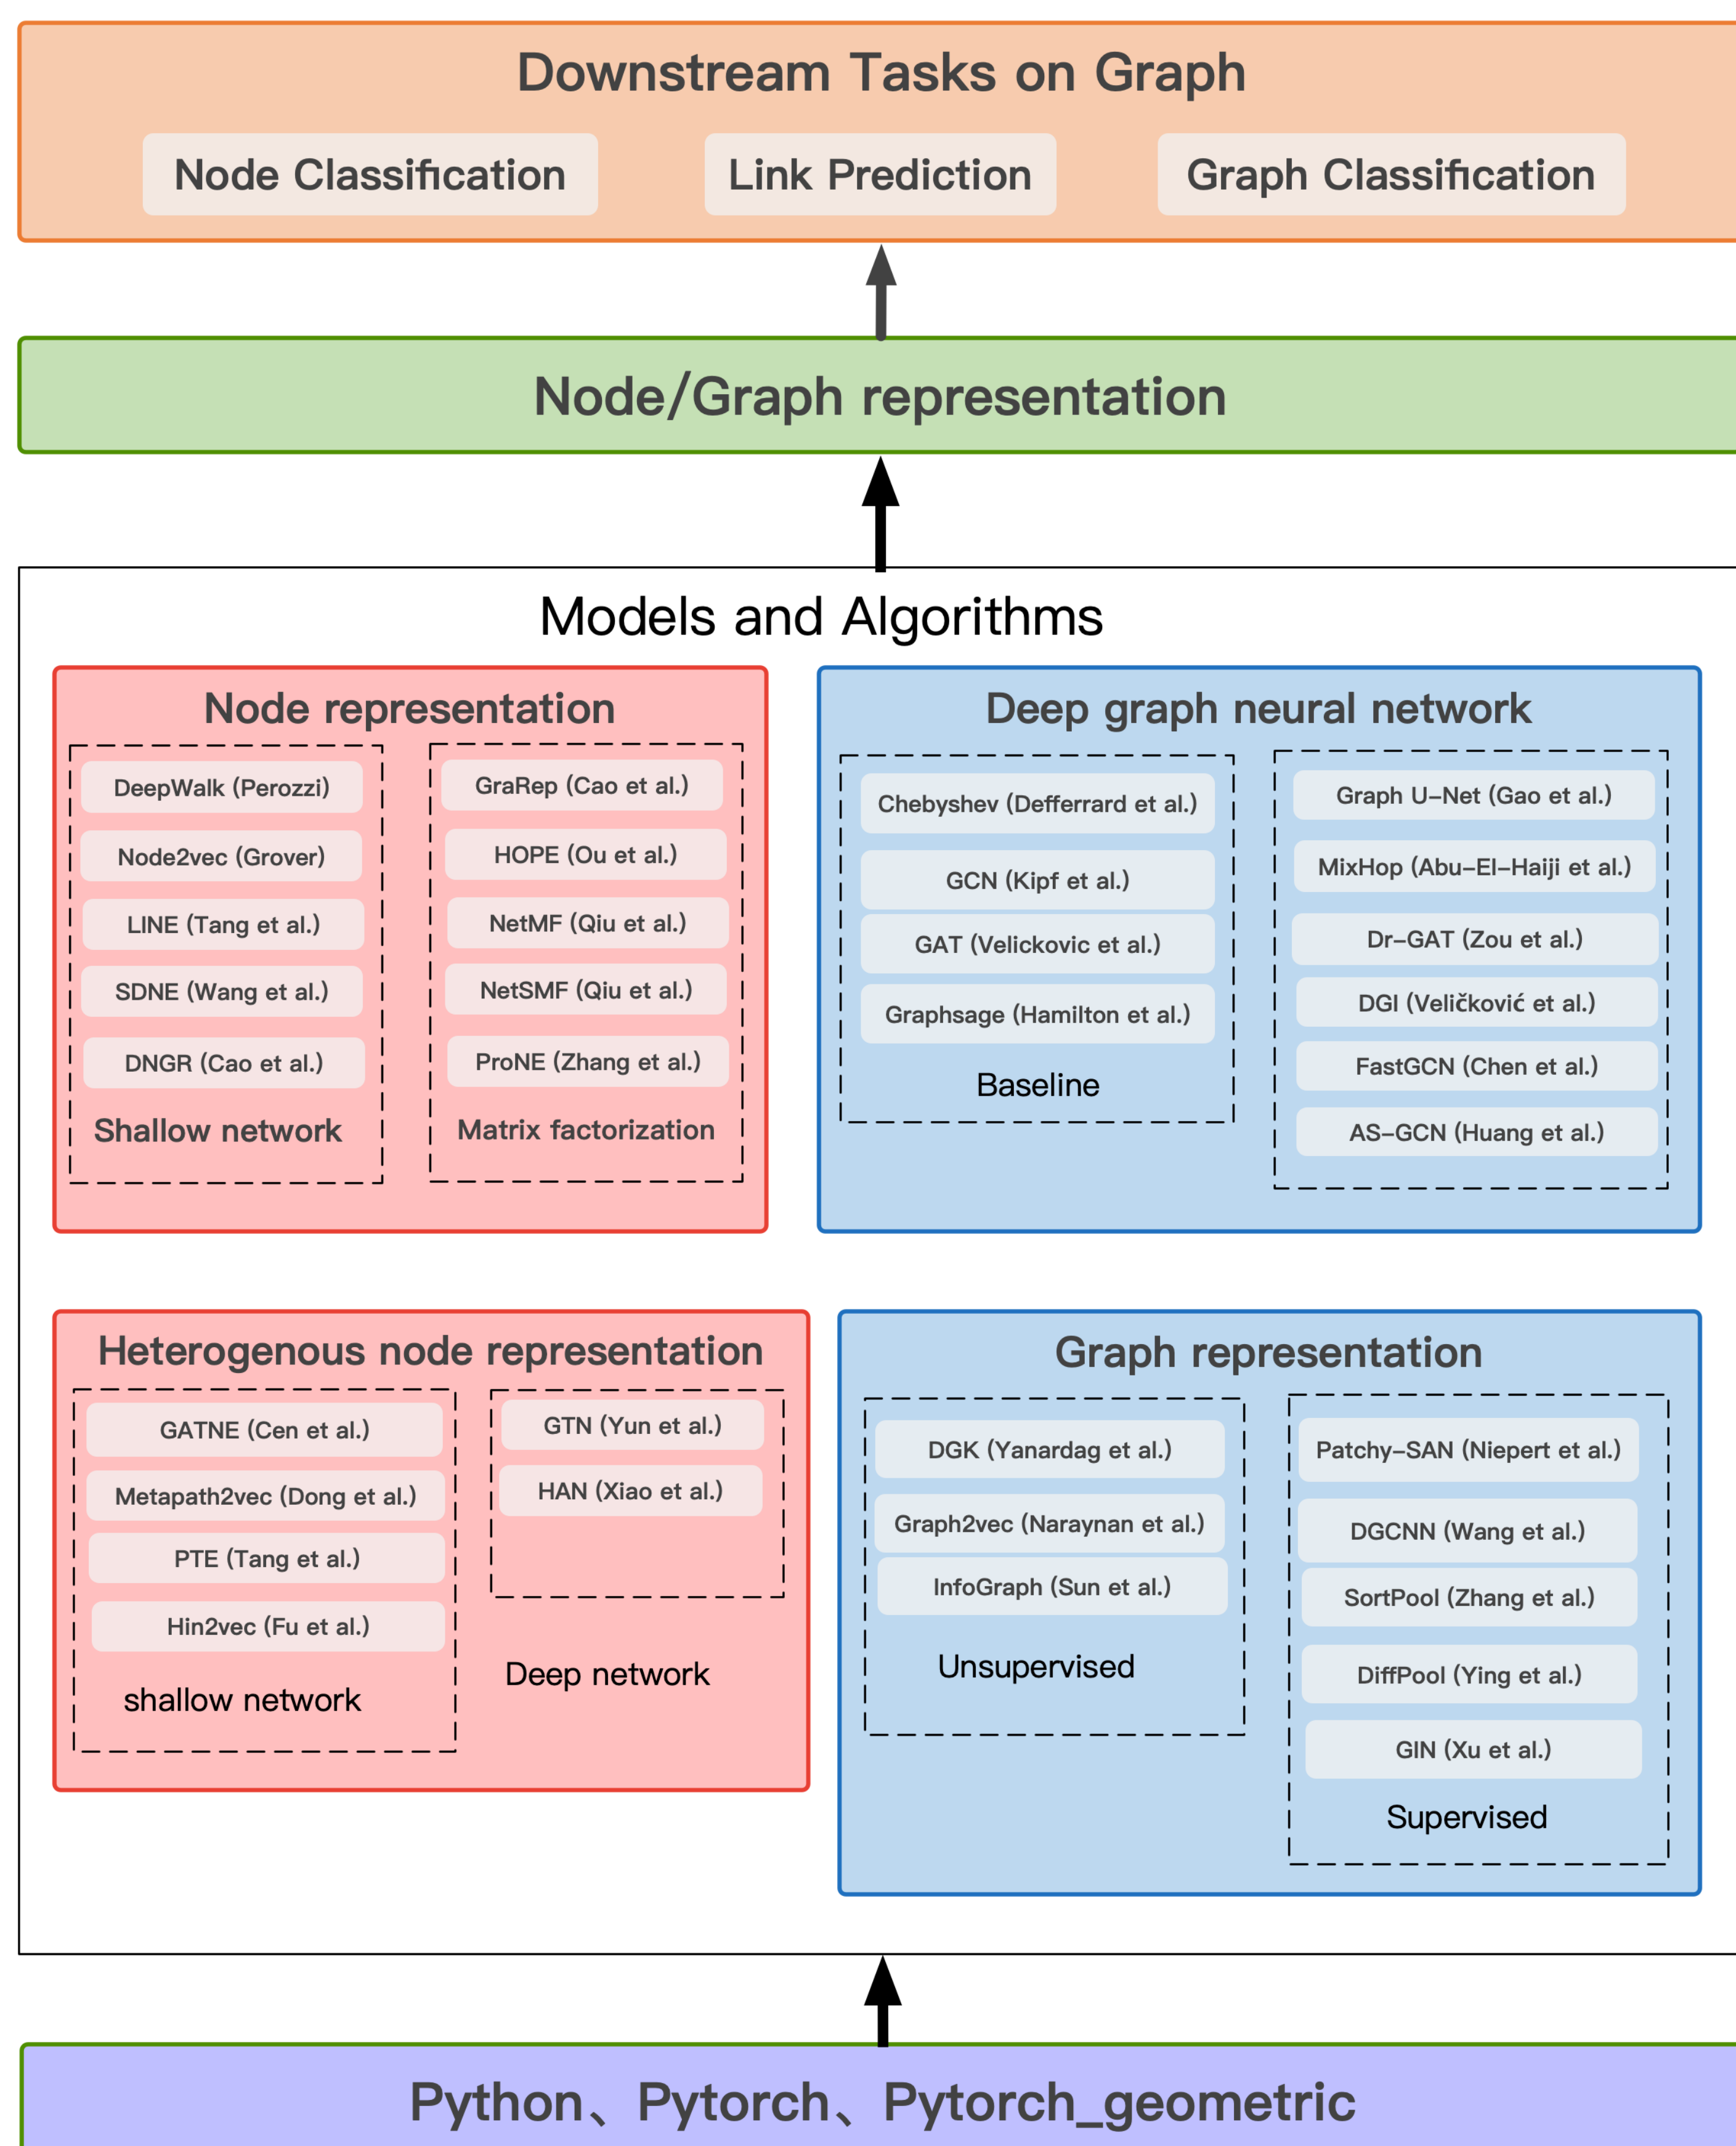 Downstream Tasks on Graph
Node Classification
Link Prediction
Graph Classification
Node/Graph representation
Models and Algorithms
Node representation
DeepWalk (Perozzi)
Node2vec (Grover)
LINE (Tang et al.)
SDNE (Wang et al.)
DNGR (Cao et al.)
Shallow network
GraRep (Cao et al.)
HOPE (Ou et al.)
NetMF (Qiu et al.)
NetSMF (Qiu et al.)
ProNE (Zhang et al.)
Matrix factorization
Deep graph neural network
Chebyshev (Defferrard et al.)
GCN (Kipf et al.)
GAT (Velickovic et al.)
Graphsage (Hamilton et al.)
Baseline
Graph U-Net (Gao et al.)
MixHop (Abu-El-Haiji et al.)
Dr-GAT (Zou et al.)
DGI (Veličković et al.)
FastGCN (Chen et al.)
AS-GCN (Huang et al.)
Heterogenous node representation
GATNE (Cen et al.)
Metapath2vec (Dong et al.)
PTE (Tang et al.)
Hin2vec (Fu et al.)
shallow network
GTN (Yun et al.)
HAN (Xiao et al.)
Deep network
Graph representation
DGK (Yanardag et al.)
Graph2vec (Naraynan et al.)
InfoGraph (Sun et al.)
Unsupervised
Patchy-SAN (Niepert et al.)
DGCNN (Wang et al.)
SortPool (Zhang et al.)
DiffPool (Ying et al.)
GIN (Xu et al.)
Supervised
Python、Pytorch、Pytorch_geometric